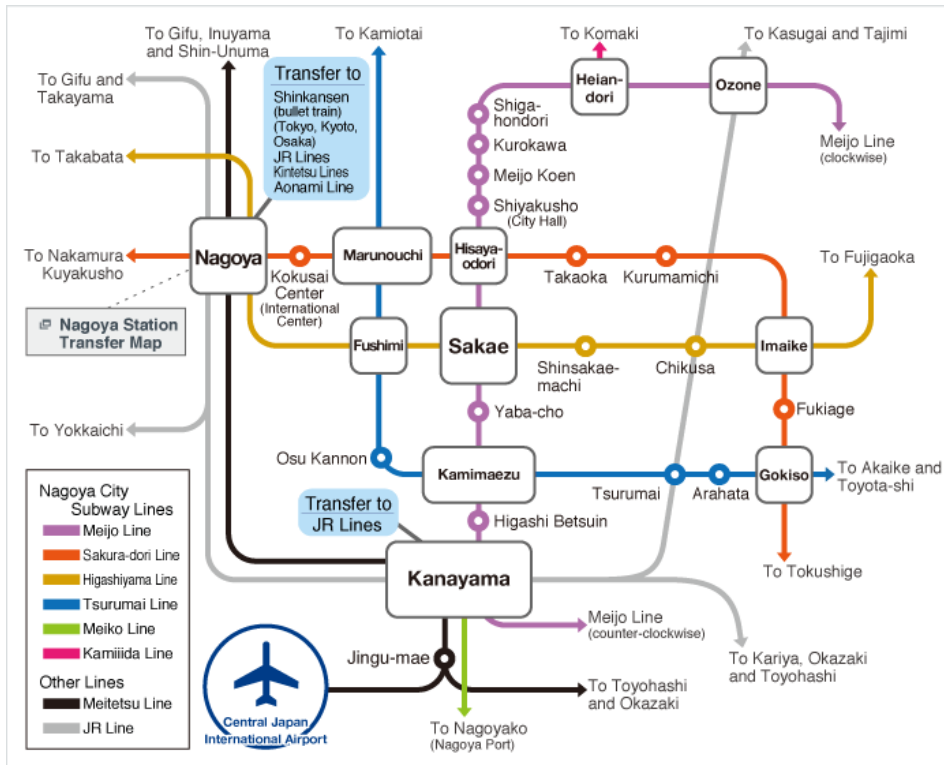 To Gifu, Inuyama
and Shin-Unuma
To Kamiotai
To Komaki
To Kasugai and Tajimi
To Gifu and
Takayama
Transfer to
Shinkansen
(bullet train)
(Tokyo, Kyoto,
Osaka)
JR Lines
Kintetsu Lines
Aonami Line
Heian-
dori
Ozone
Shiga-
hondori
Kurokawa
Meijo Line
(clockwise)
To Takabata
Meijo Koen
Shiyakusho
(City Hall)
To Nakamura
Kuyakusho
Nagoya
Kokusai
Center
(International
Center)
Marunouchi
Hisaya-
odori
Takaoka
Kurumamichi
To Fujigaoka
Nagoya Station
Transfer Map
Fushimi
Sakae
Shinsakae-
machi
Chikusa
Imaike
Yaba-cho
Fukiage
To Yokkaichi
Osu Kannon
Kamimaezu
Tsurumai
Arahata
Gokiso
To Akaike and
Toyota-shi
Transfer to
JR Lines
Higashi Betsuin
Kanayama
To Tokushige
Meijo Line
(counter-clockwise)
Jingu-mae
To Kariya, Okazaki
and Toyohashi
To Toyohashi
and Okazaki
Central Japan
International Airport
To Nagoyako
(Nagoya Port)
Nagoya City
Subway Lines
Meijo Line
Sakura-dori Line
Higashiyama Line
Tsurumai Line
Meiko Line
Kamiiida Line
Other Lines
Meitetsu Line
JR Line